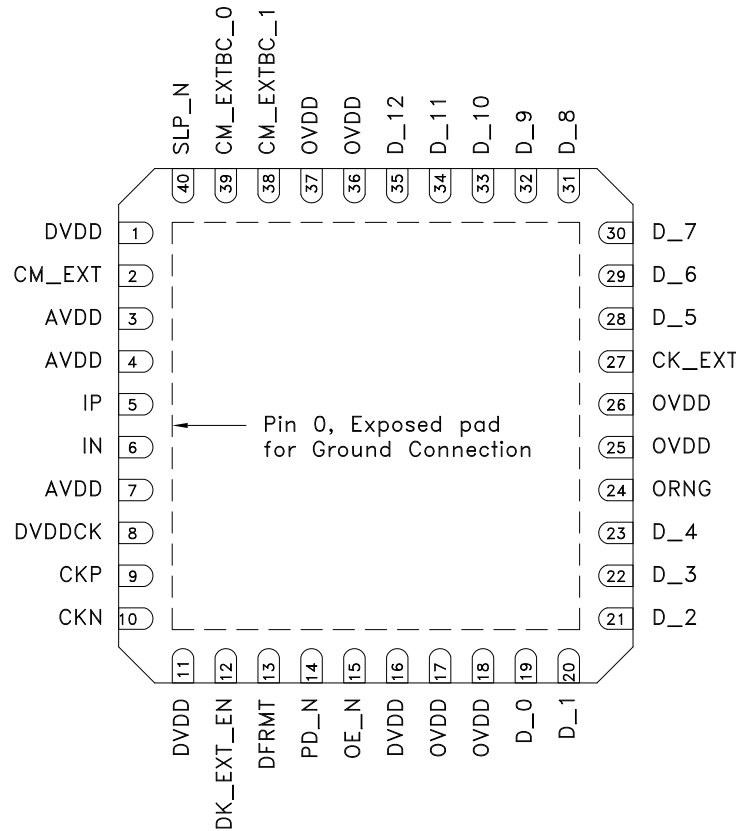 SLP_N
CM_EXTBC_0
CM_EXTBC_1
OVDD
OVDD
D_12
D_11
D_10
D_9
D_8
40
39
38
37
36
35
34
33
32
31
DVDD 1
CM_EXT 2
AVDD 3
AVDD 4
IP 5
IN 6
AVDD 7
DVDDCK 8
CKP 9
CKN 10
Pin 0, Exposed pad
for Ground Connection
30 D_7
29 D_6
28 D_5
27 CK_EXT
26 OVDD
25 OVDD
24 ORNG
23 D_4
22 D_3
21 D_2
11
12
13
14
15
16
17
18
19
20
DVDD
DK_EXT_EN
DFRMT
PD_N
OE_N
DVDD
OVDD
OVDD
D_0
D_1